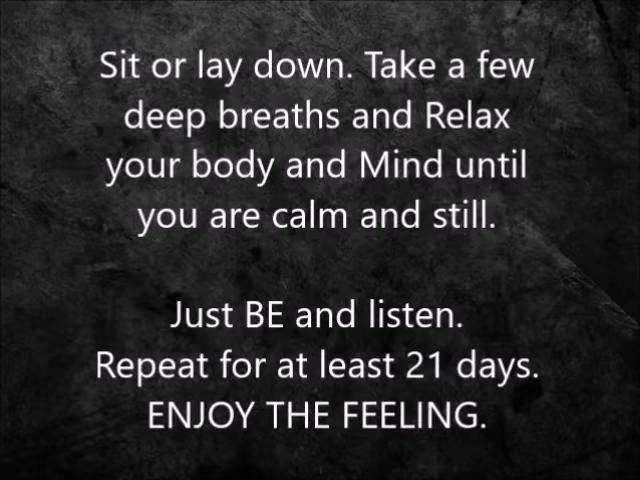 Sit or lay down. Take a few
deep breaths and Relax
your body and Mind until
you are calm and still.
Just BE and listen.
Repeat for at least 21 days.
ENJOY THE FEELING.